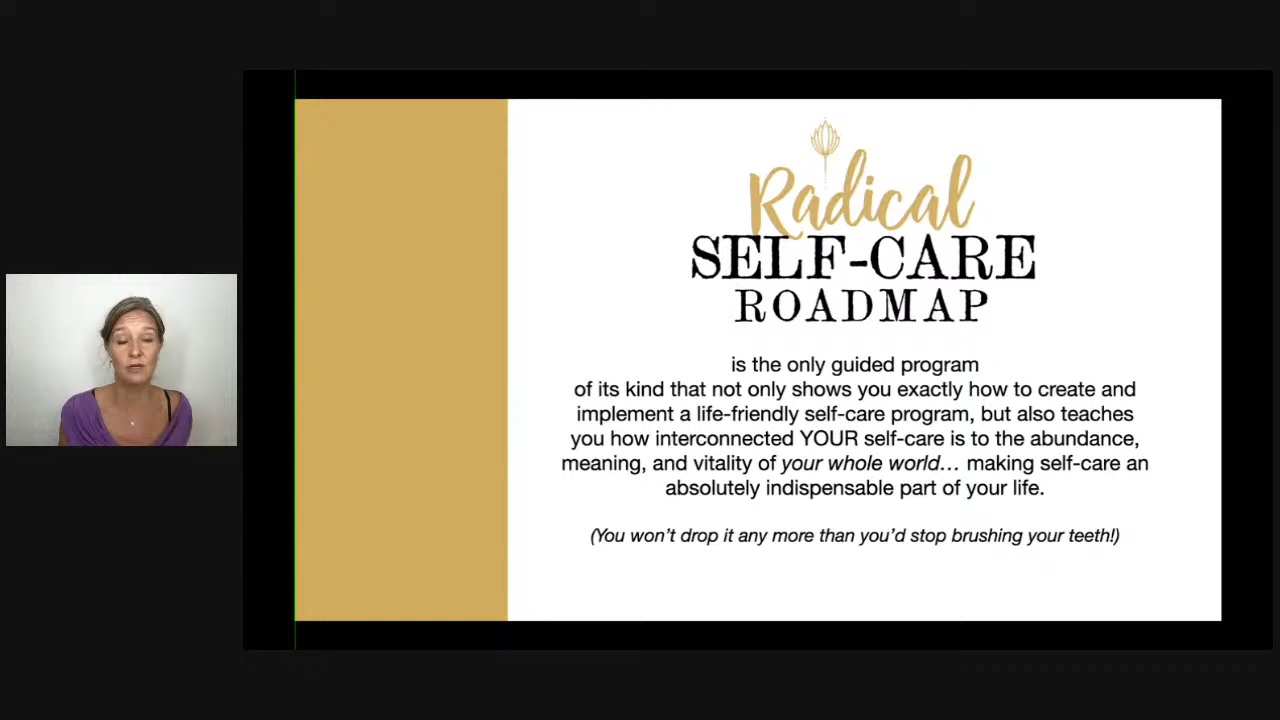 Radical
SELF-CARE
ROADMAP
is the only guided program
of its kind that not only shows you exactly how to create and
implement a life-friendly self-care program, but also teaches
you how interconnected YOUR self-care is to the abundance,
meaning, and vitality of your whole world... making self-care an
absolutely indispensable part of your life.
(You won't drop it any more than you'd stop brushing your teeth!)